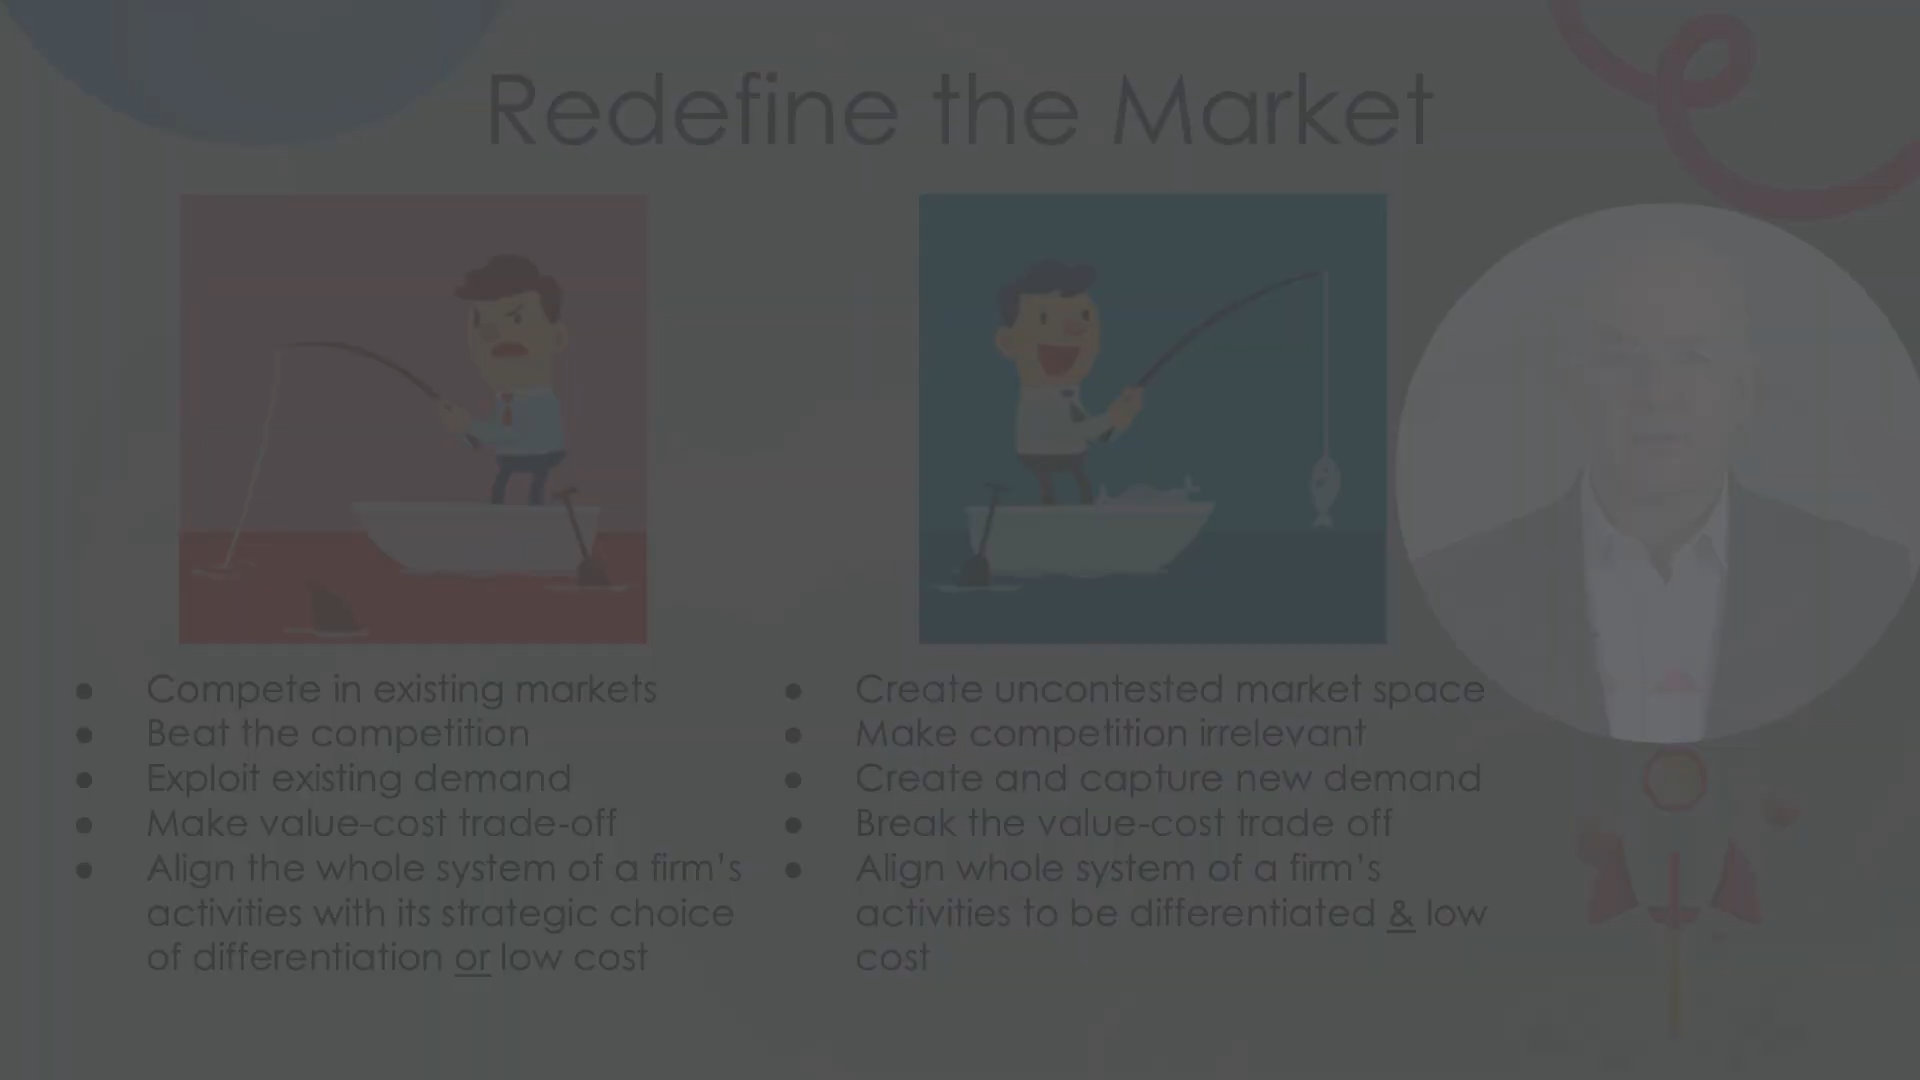 Redefine the Market
Compete in existing markets
Beat the competition
Exploit existing demand
Make value-cost trade-off
Align the whole system of a firm's
activities with its strategic choice
of differentiation or low cost
Create uncontested market space
Make competition irrelevant
Create and capture new demand
Break the value-cost trade off
Align whole system of a firm's
activities to be differentiated & low
cost